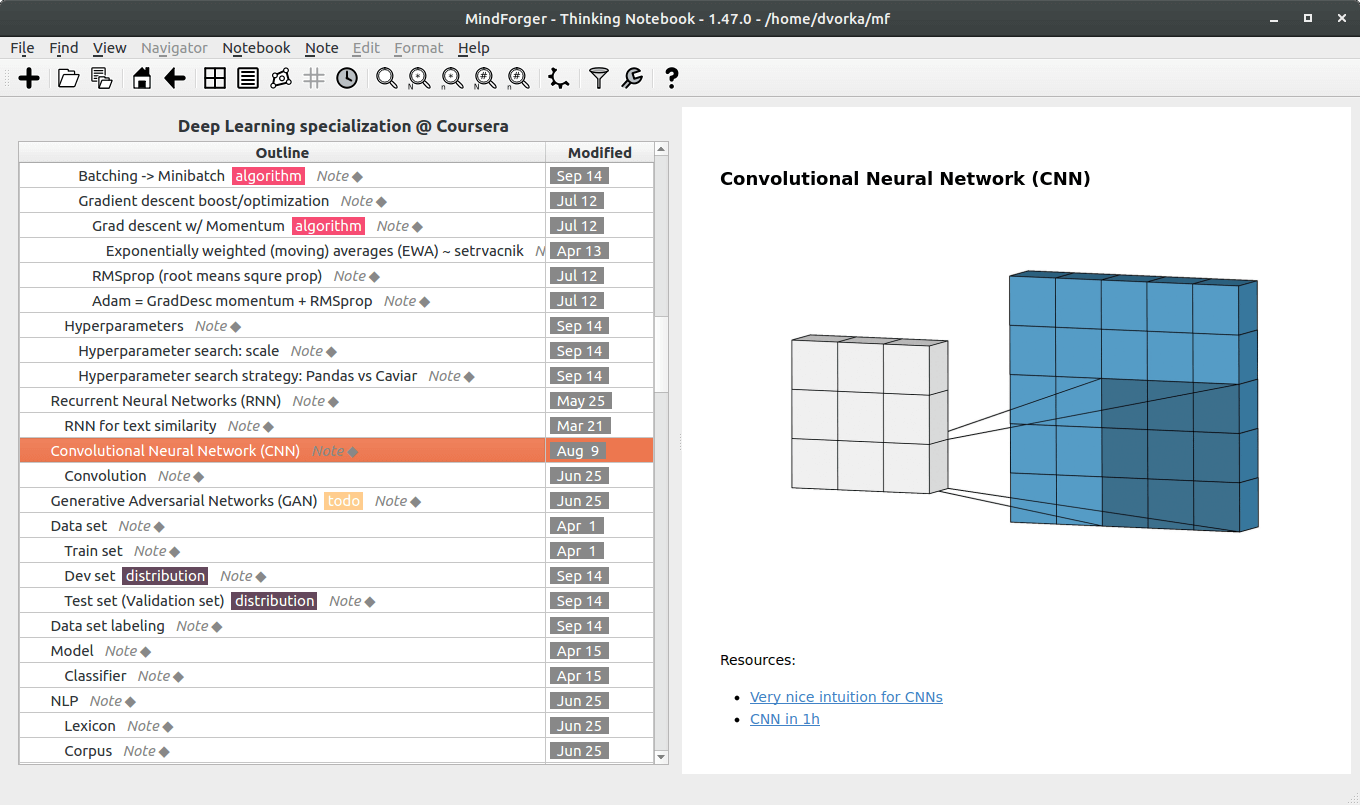 MindForger - Thinking Notebook - 1.47.0 - /home/dvorka/mf
File Find View Navigator Notebook Note Edit Format Help
N n # N # n
Deep Learning specialization @ Coursera
Outline Modified
Batching -> Minibatch algorithm Note ◆ Sep 14
Gradient descent boost/optimization Note ◆ Jul 12
Grad descent w/ Momentum algorithm Note ◆ Jul 12
Exponentially weighted (moving) averages (EWA) ~ setrvacnik N Apr 13
RMSprop (root means squre prop) Note ◆ Jul 12
Adam = GradDesc momentum + RMSprop Note ◆ Jul 12
Hyperparameters Note ◆ Sep 14
Hyperparameter search: scale Note ◆ Sep 14
Hyperparameter search strategy: Pandas vs Caviar Note ◆ Sep 14
Recurrent Neural Networks (RNN) Note ◆ May 25
RNN for text similarity Note ◆ Mar 21
Convolutional Neural Network (CNN) Note ◆ Aug 9
Convolution Note ◆ Jun 25
Generative Adversarial Networks (GAN) todo Note ◆ Jun 25
Data set Note ◆ Apr 1
Train set Note ◆ Apr 1
Dev set distribution Note ◆ Sep 14
Test set (Validation set) distribution Note ◆ Sep 14
Data set labeling Note ◆ Sep 14
Model Note ◆ Apr 15
Classifier Note ◆ Apr 15
NLP Note ◆ Jun 25
Lexicon Note ◆ Jun 25
Corpus Note ◆ Jun 25
Convolutional Neural Network (CNN)
Resources:
• Very nice intuition for CNNs
• CNN in 1h